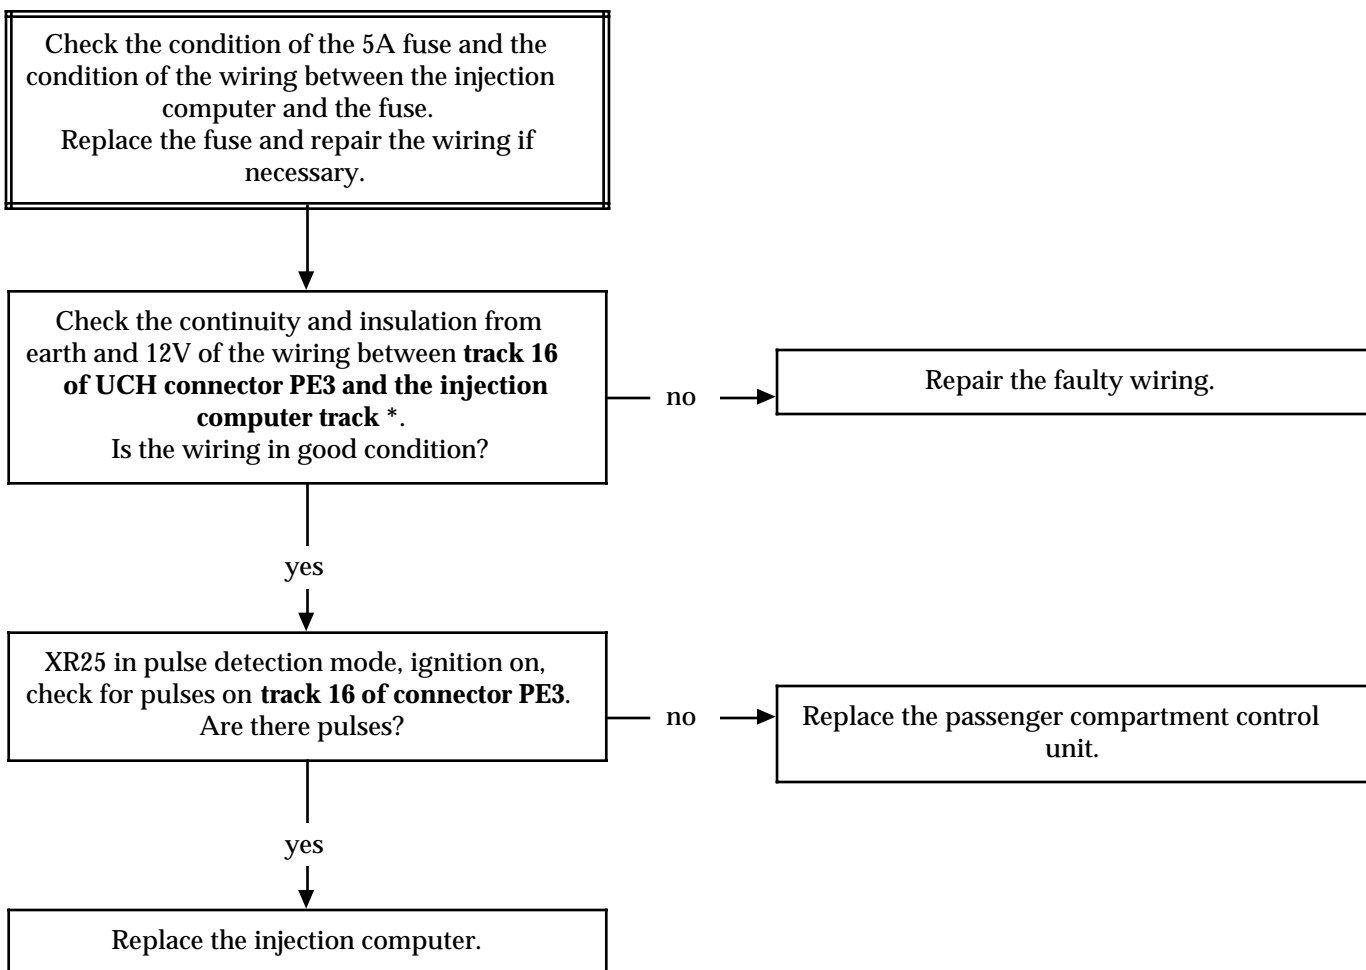 Check the condition of the 5A fuse and the
condition of the wiring between the injection
computer and the fuse.
Replace the fuse and repair the wiring if
necessary.
Check the continuity and insulation from
earth and 12V of the wiring between track 16
of UCH connector PE3 and the injection
computer track *.
Is the wiring in good condition?
no
Repair the faulty wiring.
yes
XR25 in pulse detection mode, ignition on,
check for pulses on track 16 of connector PE3.
Are there pulses?
no
Replace the passenger compartment control
unit.
yes
Replace the injection computer.